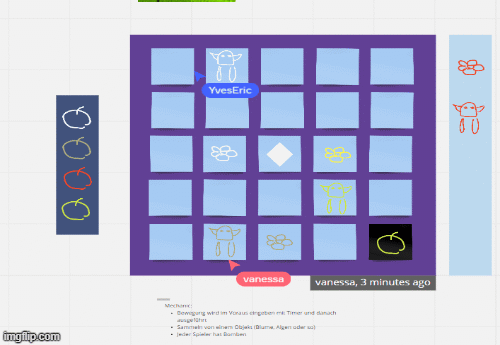 YvesEric
vanessa
vanessa, 3 minutes ago
Mechanic:
Bewegung wird im Voraus eingeben mit Timer und danach
ausgeführt
Sammeln von einem Objekt (Blume, Algen oder so)
Jeder Spieler hat Bomben
imgflip.com